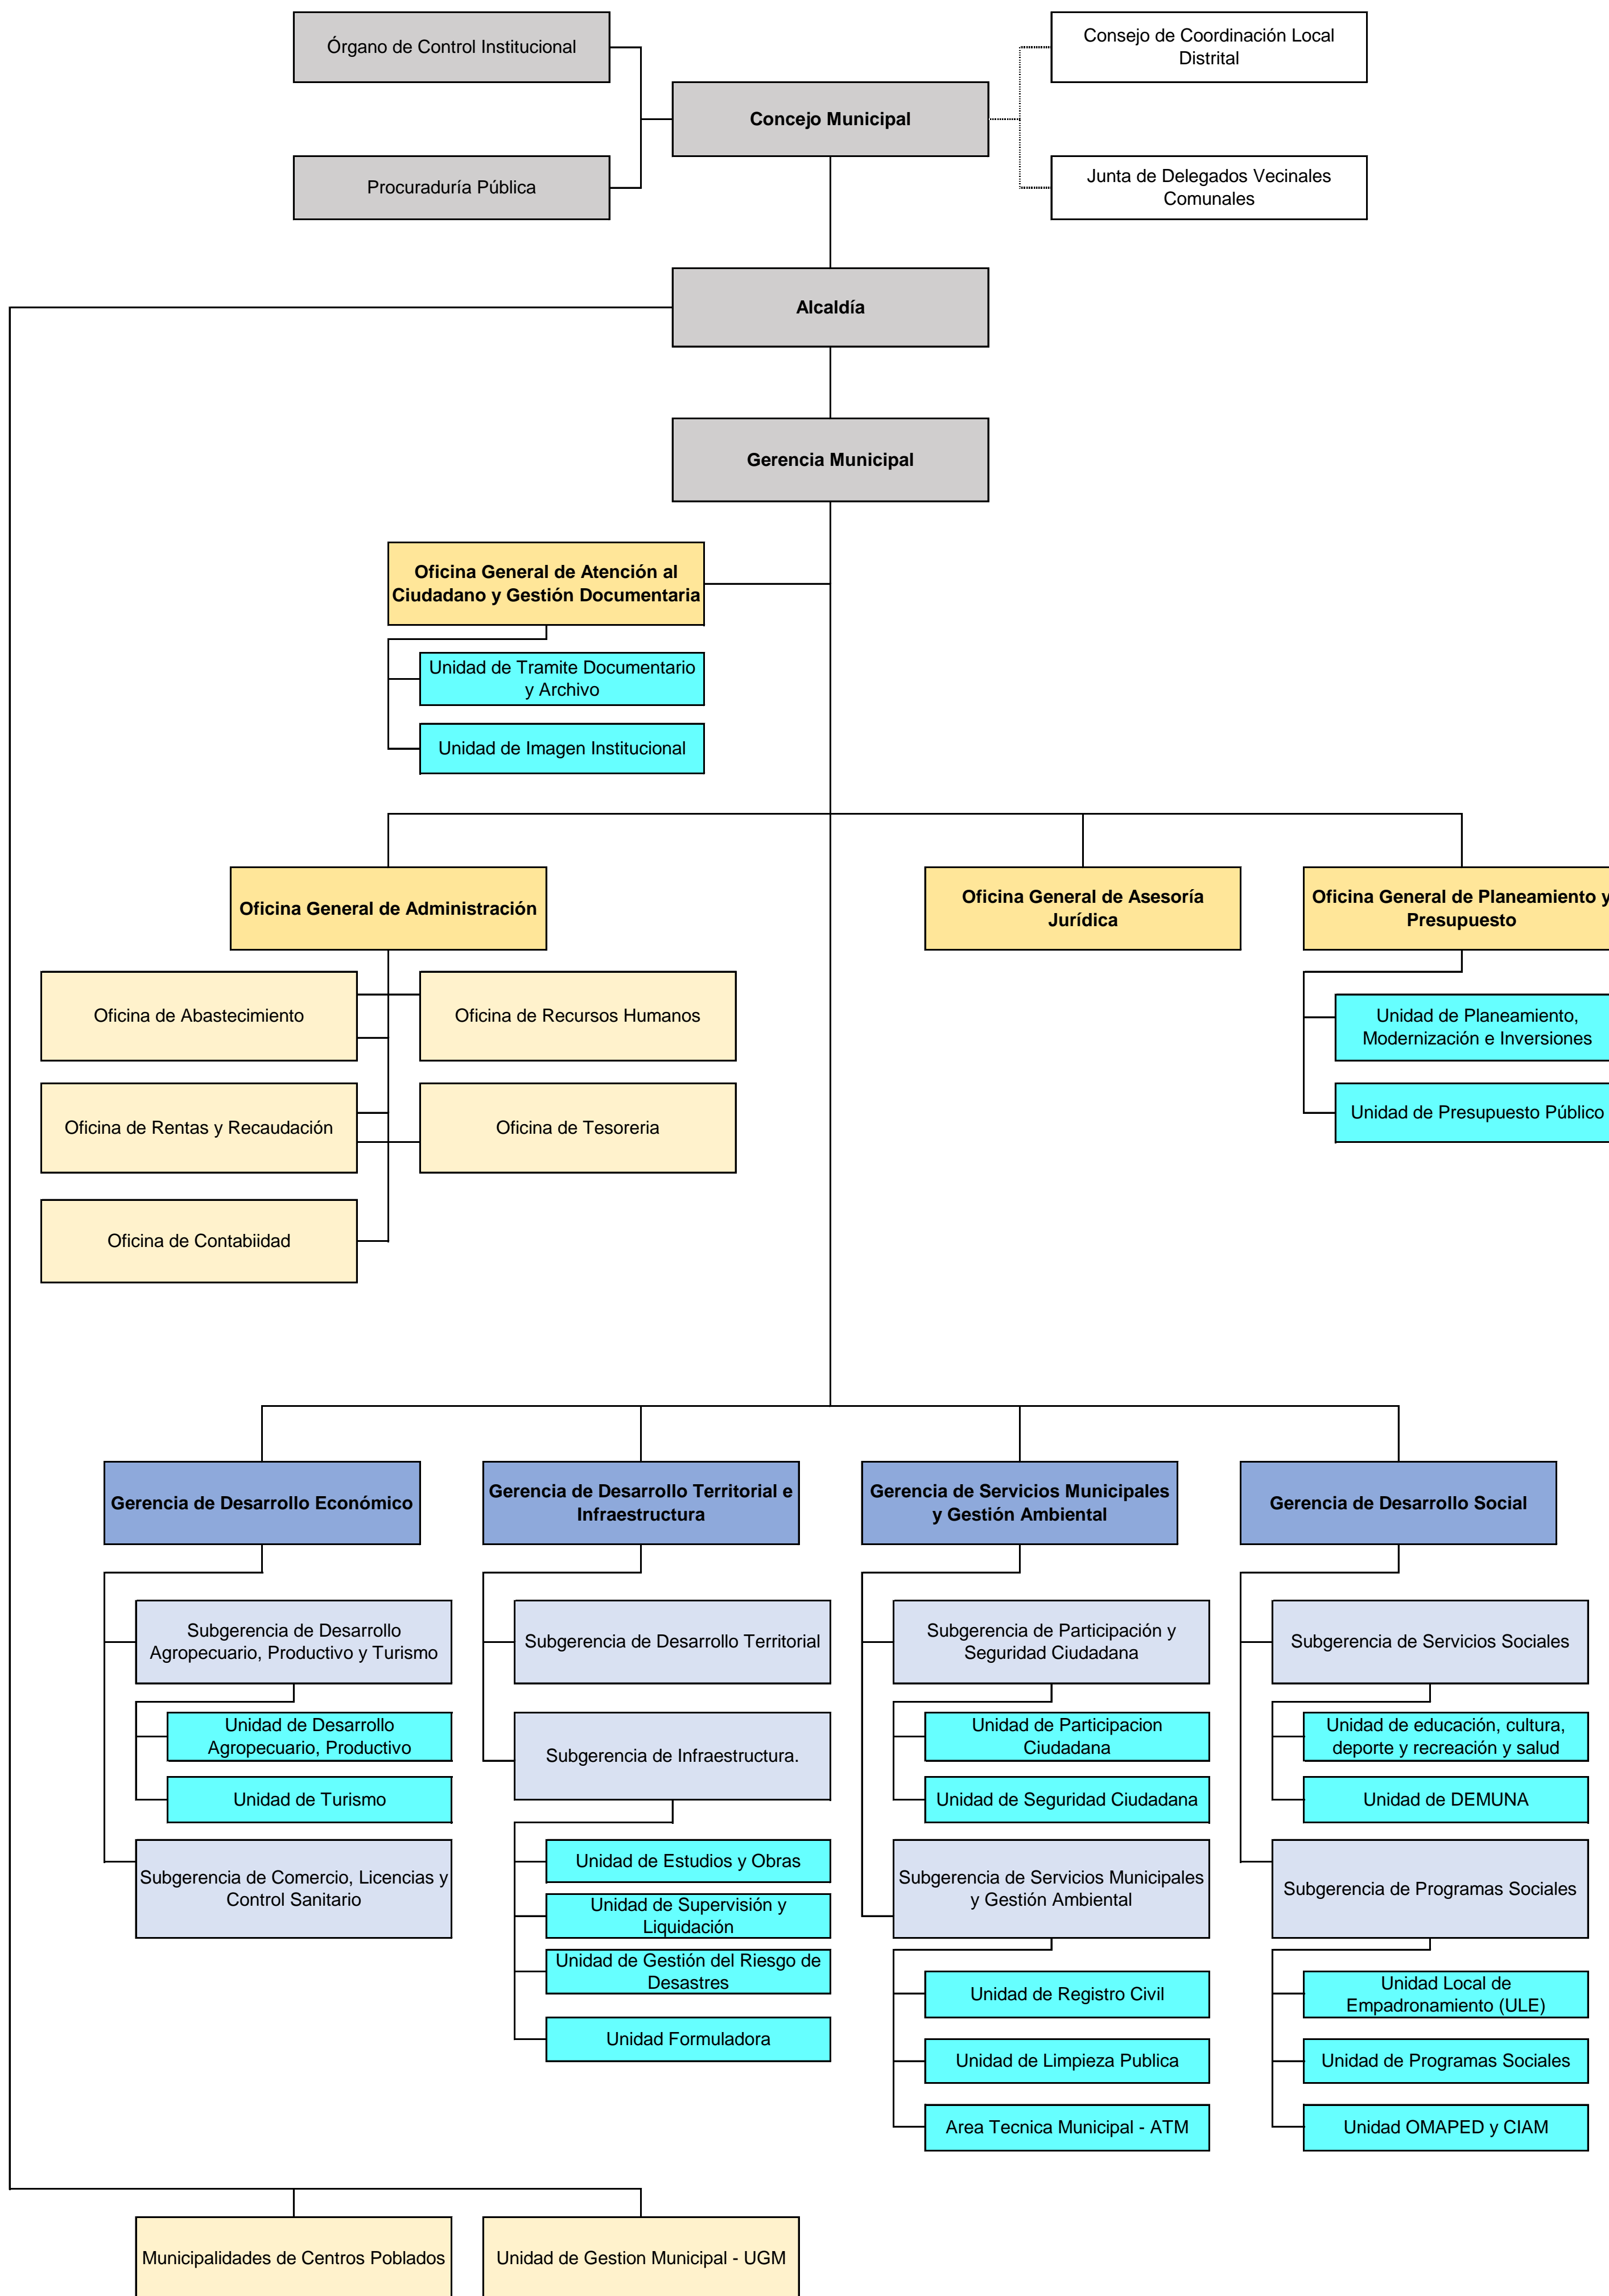 Órgano de Control Institucional
Consejo de Coordinación Local
Distrital
Concejo Municipal
Procuraduría Pública
Junta de Delegados Vecinales
Comunales
Alcaldía
Gerencia Municipal
Oficina General de Atención al
Ciudadano y Gestión Documentaria
Unidad de Tramite Documentario
y Archivo
Unidad de Imagen Institucional
Oficina General de Administración
Oficina General de Asesoría
Jurídica
Oficina General de Planeamiento y
Presupuesto
Oficina de Abastecimiento
Oficina de Recursos Humanos
Unidad de Planeamiento,
Modernización e Inversiones
Oficina de Rentas y Recaudación
Oficina de Tesoreria
Unidad de Presupuesto Público
Oficina de Contabiidad
Gerencia de Desarrollo Económico
Gerencia de Desarrollo Territorial e
Infraestructura
Gerencia de Servicios Municipales
y Gestión Ambiental
Gerencia de Desarrollo Social
Subgerencia de Desarrollo
Agropecuario, Productivo y Turismo
Unidad de Desarrollo
Agropecuario, Productivo
Unidad de Turismo
Subgerencia de Comercio, Licencias y
Control Sanitario
Subgerencia de Desarrollo Territorial
Subgerencia de Infraestructura.
Unidad de Estudios y Obras
Unidad de Supervisión y
Liquidación
Unidad de Gestión del Riesgo de
Desastres
Unidad Formuladora
Subgerencia de Participación y
Seguridad Ciudadana
Unidad de Participacion
Ciudadana
Unidad de Seguridad Ciudadana
Subgerencia de Servicios Municipales
y Gestión Ambiental
Unidad de Registro Civil
Unidad de Limpieza Publica
Area Tecnica Municipal - ATM
Subgerencia de Servicios Sociales
Unidad de educación, cultura,
deporte y recreación y salud
Unidad de DEMUNA
Subgerencia de Programas Sociales
Unidad Local de
Empadronamiento (ULE)
Unidad de Programas Sociales
Unidad OMAPED y CIAM
Municipalidades de Centros Poblados
Unidad de Gestion Municipal - UGM